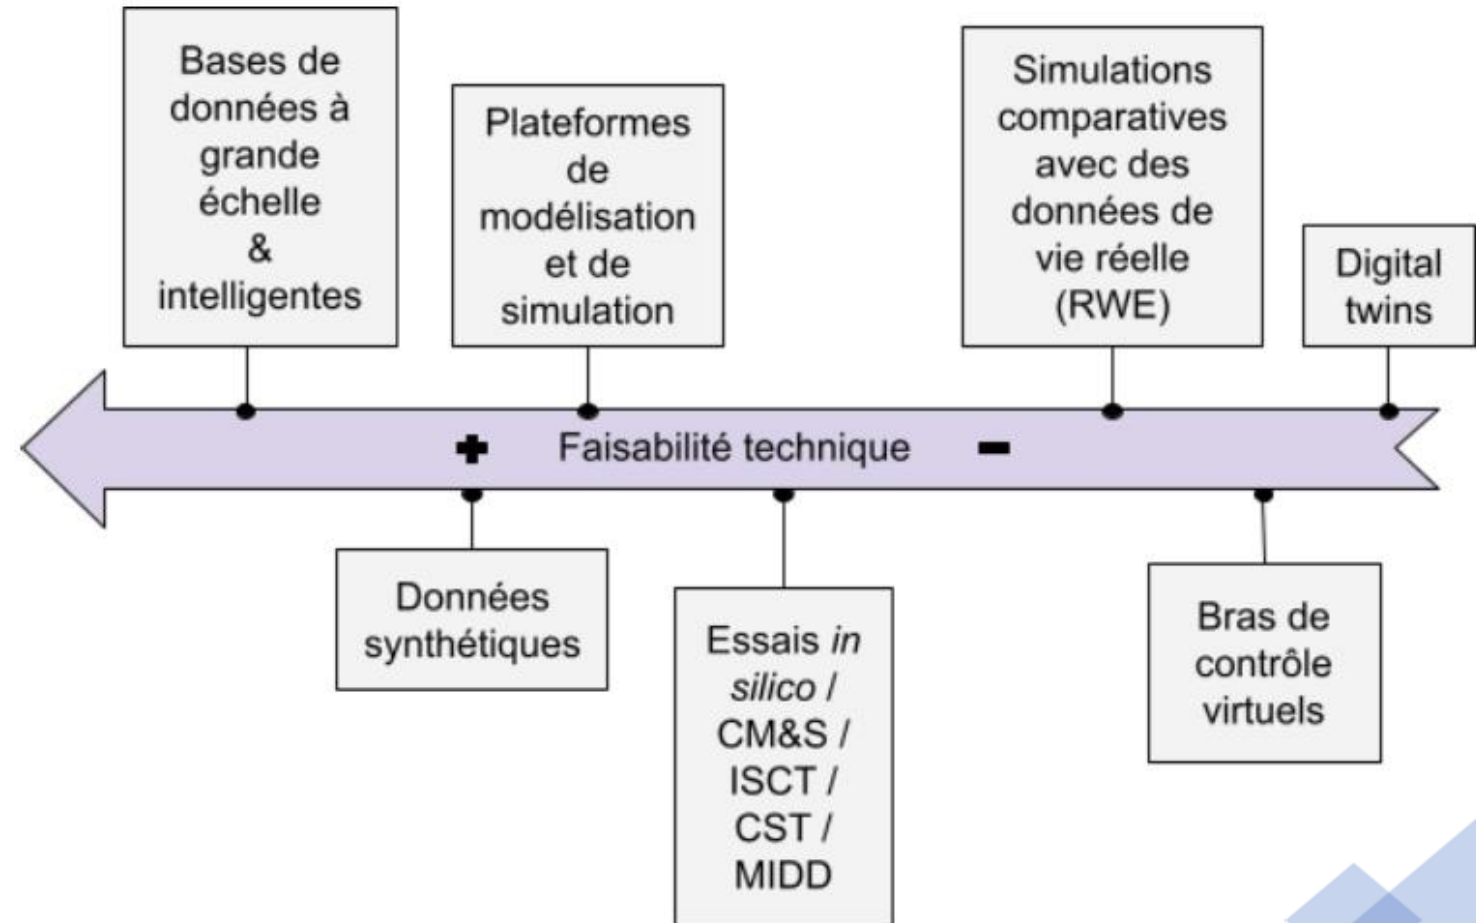 Bases de
données à
grande
échelle
&
intelligentes
Plateformes
de
modélisation
et de
simulation
Simulations
comparatives
avec des
données de
vie réelle
(RWE)
Digital
twins
+ Faisabilité technique -
Données
synthétiques
Essais in
silico /
CM&S /
ISCT /
CST /
MIDD
Bras de
contrôle
virtuels